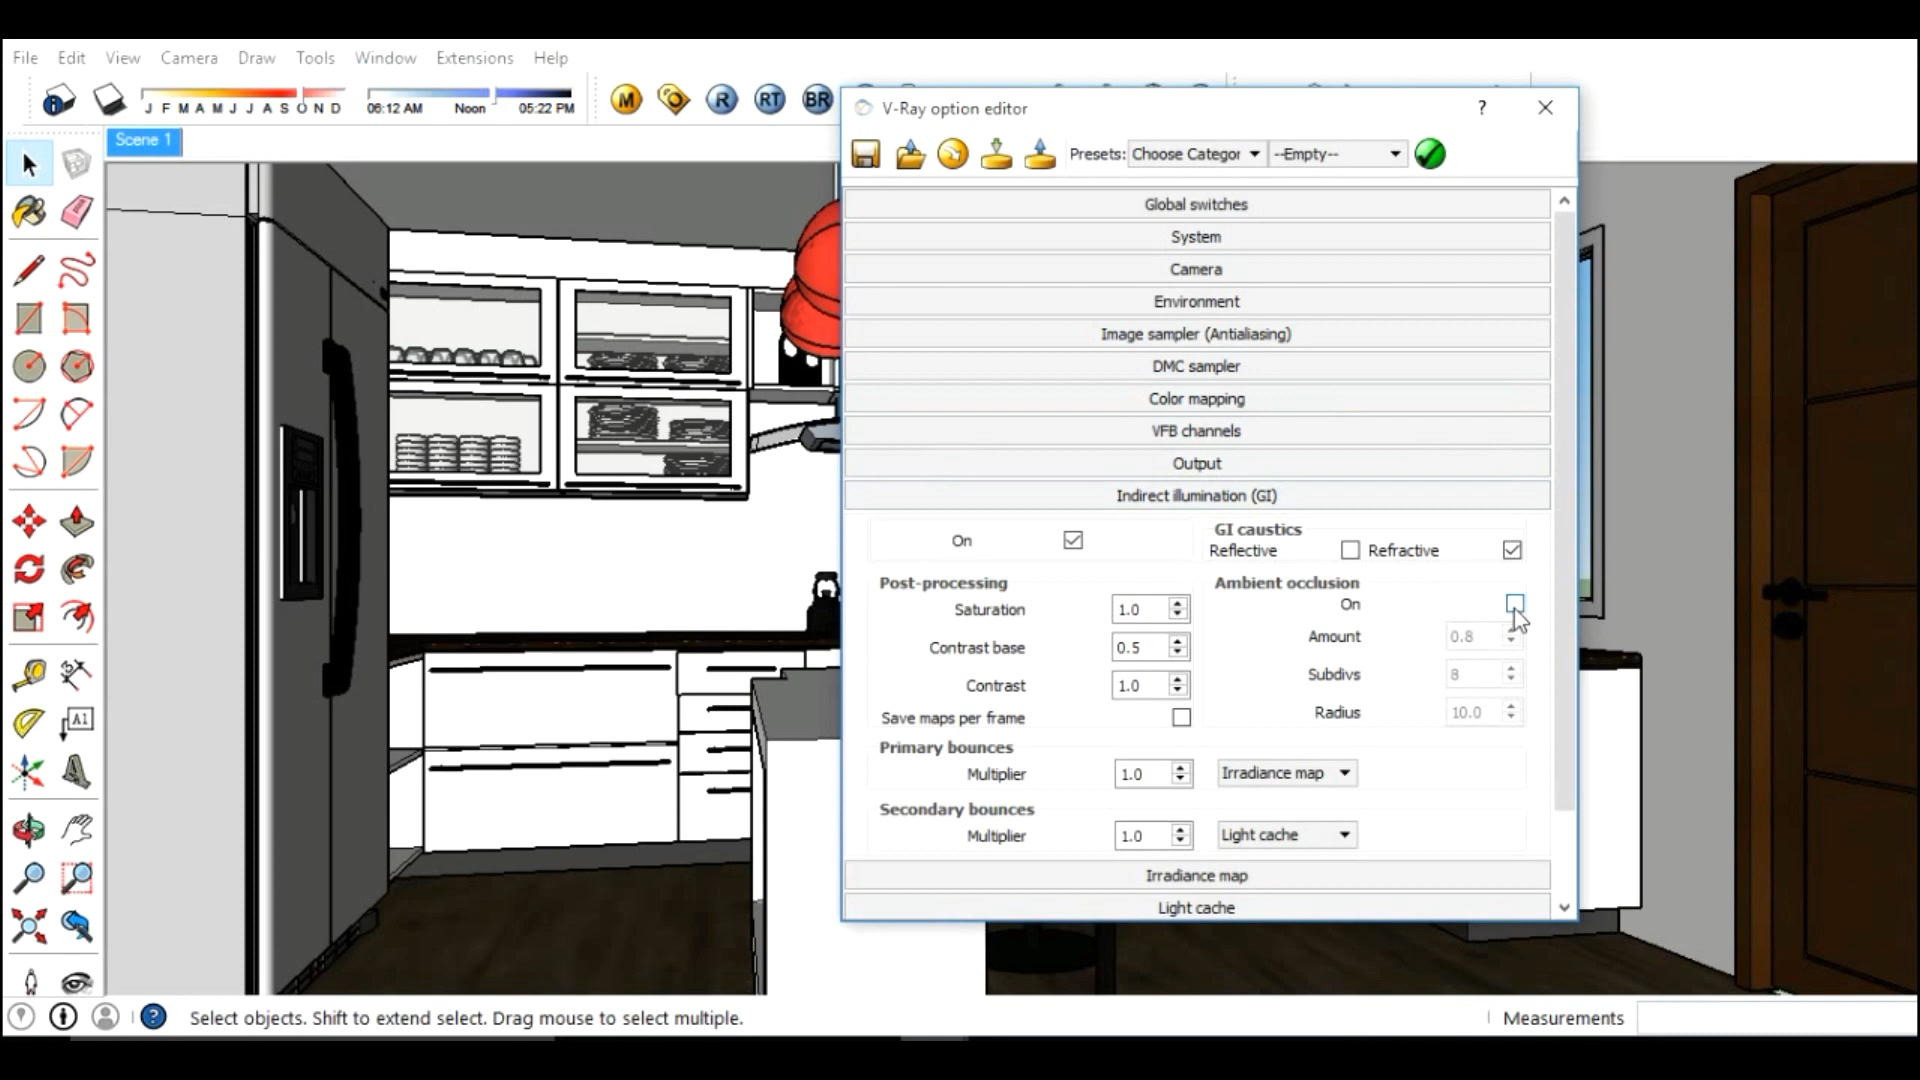 File Edit View Camera Draw Tools Window Extensions Help
J F M A M J J A S O N D 06:12 AM Noon 05:22 PM M R RT BR
V-Ray option editor ?
Scene 1
Presets: Choose Categor --Empty--
Global switches
System
Camera
Environment
Image sampler (Antialiasing)
DMC sampler
Color mapping
VFB channels
Output
Indirect illumination (GI)
On
GI caustics
Reflective Refractive
Post-processing
Saturation 1.0
Contrast base 0.5
Contrast 1.0
Save maps per frame
Ambient occlusion
On
Amount 0.8
Subdivs 8
Radius 10.0
Primary bounces
Multiplier 1.0 Irradiance map
Secondary bounces
Multiplier 1.0 Light cache
Irradiance map
Light cache
A1
Select objects. Shift to extend select. Drag mouse to select multiple.
Measurements